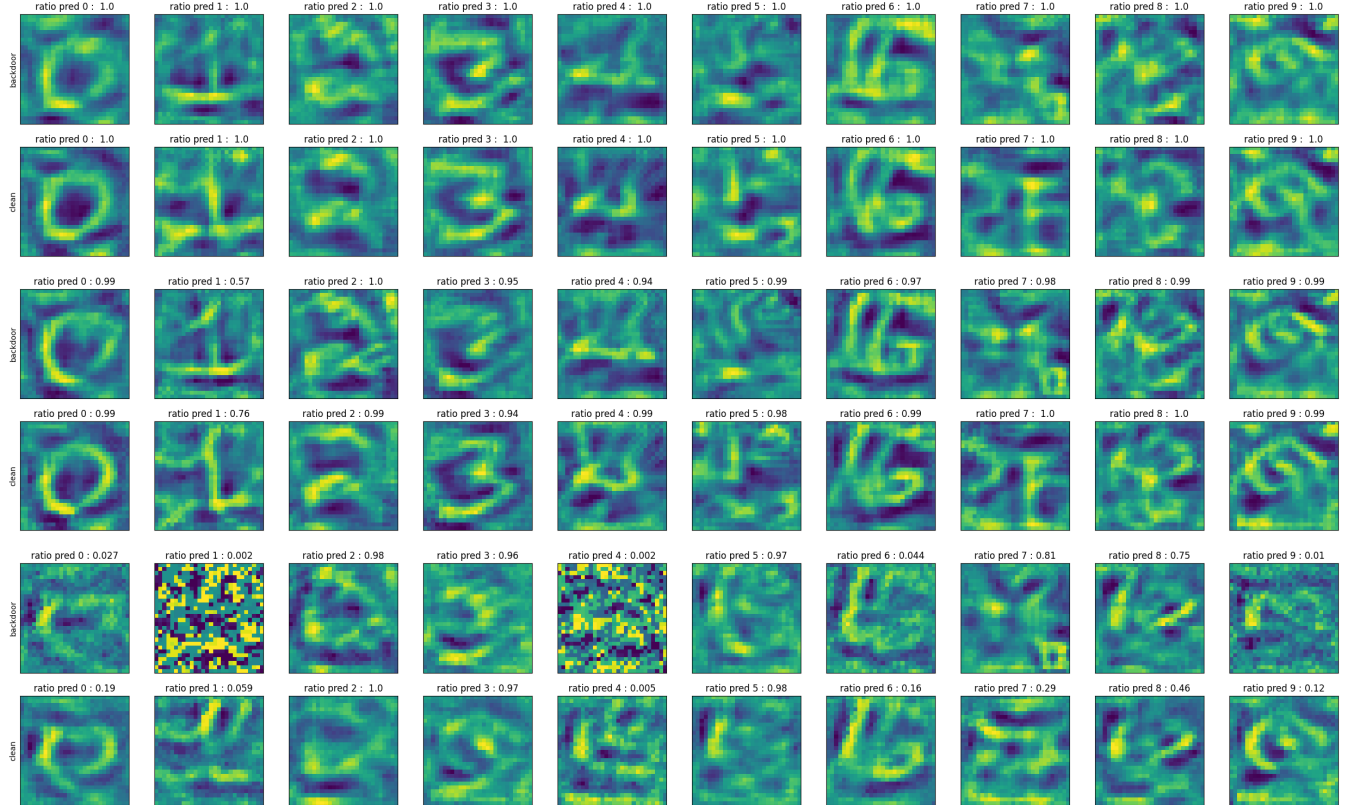 ratio pred 0 : 1.0 ratio pred 1 : 1.0 ratio pred 2 : 1.0 ratio pred 3 : 1.0 ratio pred 4 : 1.0 ratio pred 5 : 1.0 ratio pred 6 : 1.0 ratio pred 7 : 1.0 ratio pred 8 : 1.0 ratio pred 9 : 1.0
backdoor
ratio pred 0 : 1.0 ratio pred 1 : 1.0 ratio pred 2 : 1.0 ratio pred 3 : 1.0 ratio pred 4 : 1.0 ratio pred 5 : 1.0 ratio pred 6 : 1.0 ratio pred 7 : 1.0 ratio pred 8 : 1.0 ratio pred 9 : 1.0
clean
ratio pred 0 : 0.99 ratio pred 1 : 0.57 ratio pred 2 : 1.0 ratio pred 3 : 0.95 ratio pred 4 : 0.94 ratio pred 5 : 0.99 ratio pred 6 : 0.97 ratio pred 7 : 0.98 ratio pred 8 : 0.99 ratio pred 9 : 0.99
backdoor
ratio pred 0 : 0.99 ratio pred 1 : 0.76 ratio pred 2 : 0.99 ratio pred 3 : 0.94 ratio pred 4 : 0.99 ratio pred 5 : 0.98 ratio pred 6 : 0.99 ratio pred 7 : 1.0 ratio pred 8 : 1.0 ratio pred 9 : 0.99
clean
ratio pred 0 : 0.027 ratio pred 1 : 0.002 ratio pred 2 : 0.98 ratio pred 3 : 0.96 ratio pred 4 : 0.002 ratio pred 5 : 0.97 ratio pred 6 : 0.044 ratio pred 7 : 0.81 ratio pred 8 : 0.75 ratio pred 9 : 0.01
backdoor
ratio pred 0 : 0.19 ratio pred 1 : 0.059 ratio pred 2 : 1.0 ratio pred 3 : 0.97 ratio pred 4 : 0.005 ratio pred 5 : 0.98 ratio pred 6 : 0.16 ratio pred 7 : 0.29 ratio pred 8 : 0.46 ratio pred 9 : 0.12
clean